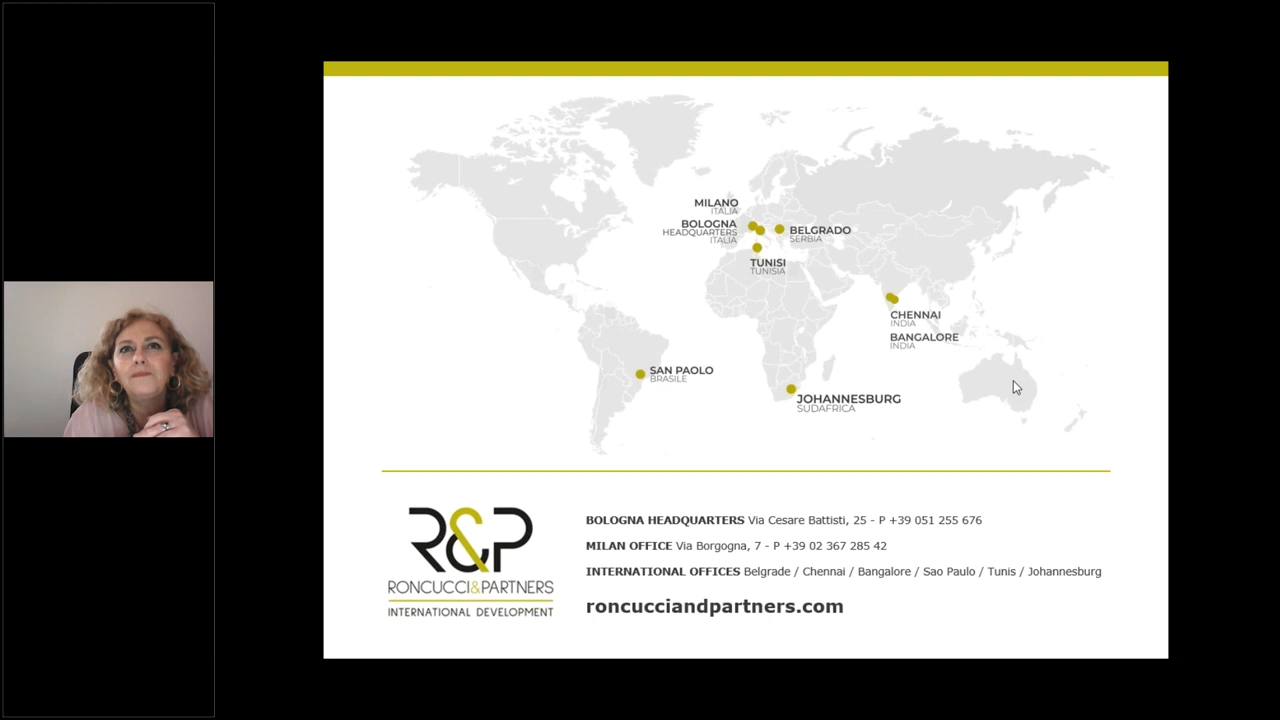 MILANO
ITALIA
BOLOGNA
HEADQUARTERS
ITALIA
BELGRADO
SERBIA
TUNISI
TUNISIA
CHENNAI
INDIA
BANGALORE
INDIA
SAN PAOLO
BRASILE
JOHANNESBURG
SUDAFRICA
R&P
RONCUCCI&PARTNERS
INTERNATIONAL DEVELOPMENT
BOLOGNA HEADQUARTERS Via Cesare Battisti, 25 - P +39 051 255 676
MILAN OFFICE Via Borgogna, 7 - P +39 02 367 285 42
INTERNATIONAL OFFICES Belgrade / Chennai / Bangalore / Sao Paulo / Tunis / Johannesburg
roncucciandpartners.com